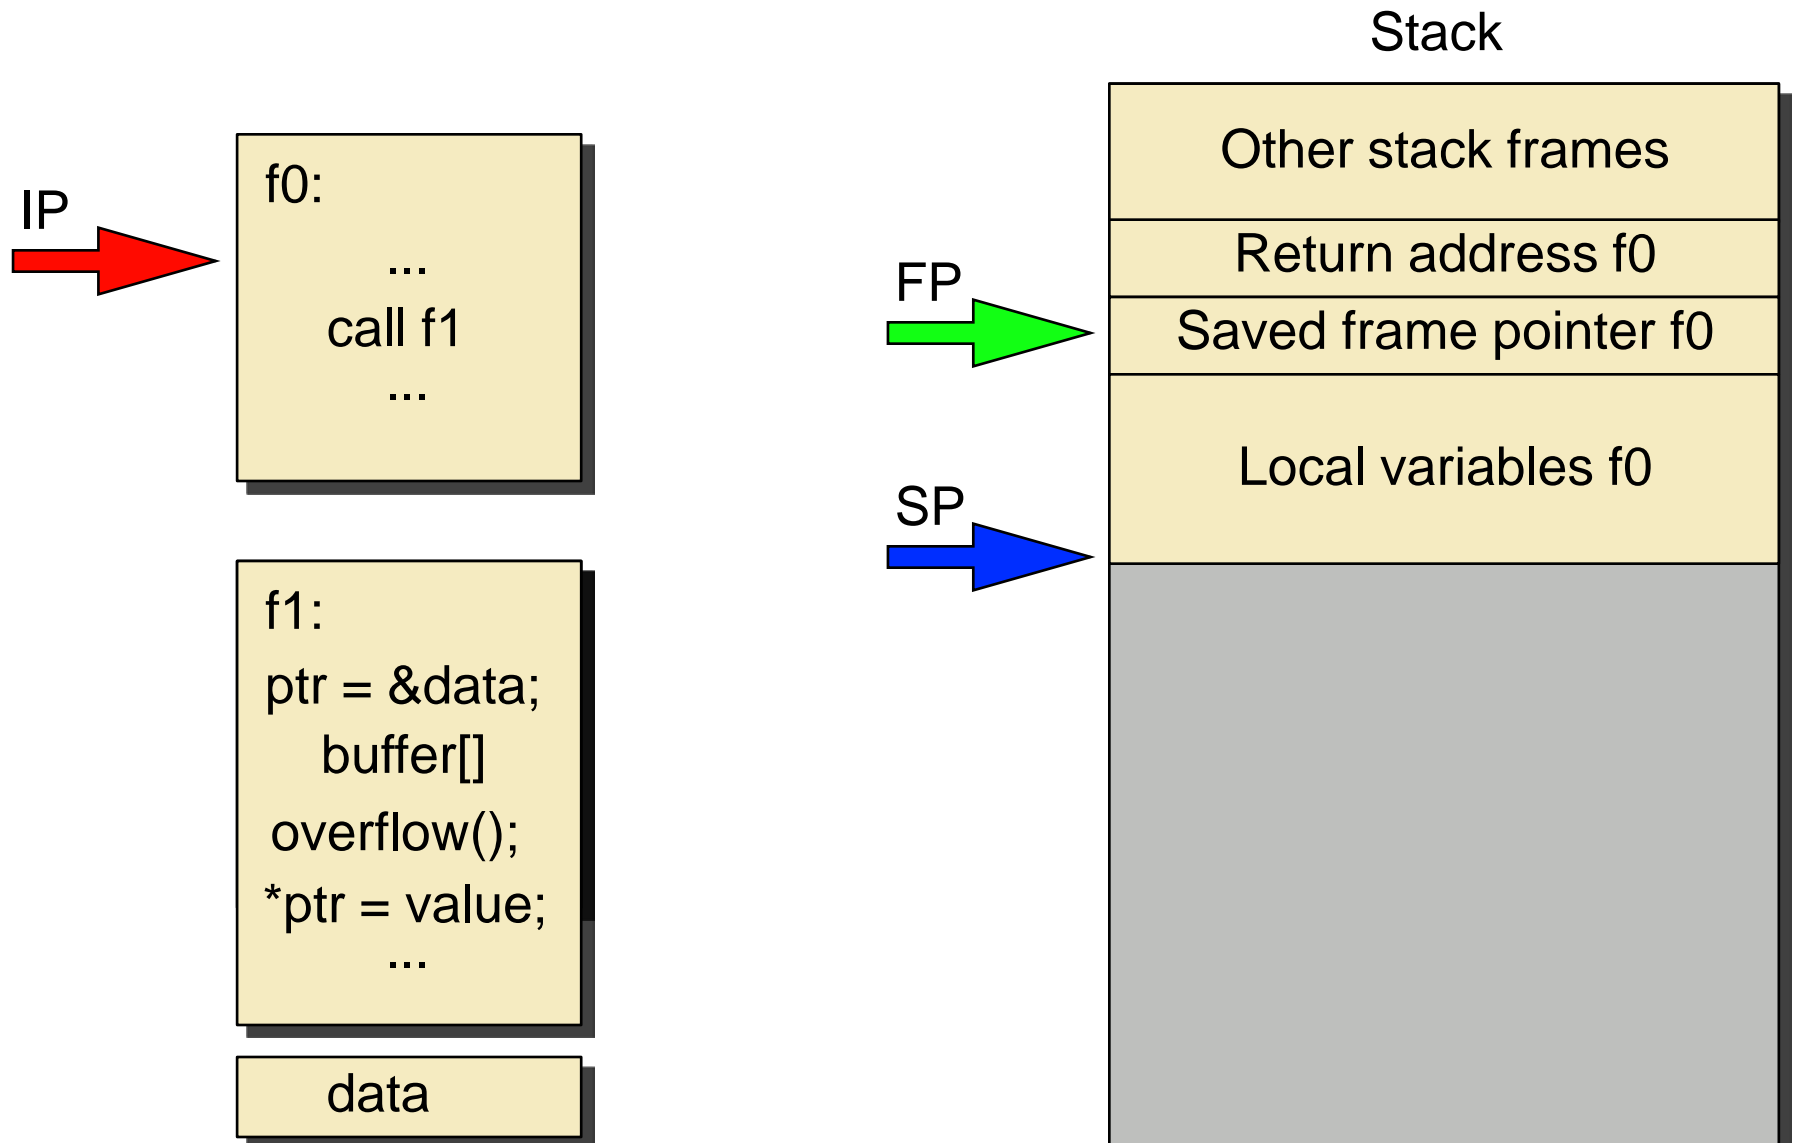 Stack
IP
f0:
...
call f1
...
f1:
ptr = &data;
buffer[]
overflow();
*ptr = value;
...
data
FP
SP
Other stack frames
Return address f0
Saved frame pointer f0
Local variables f0